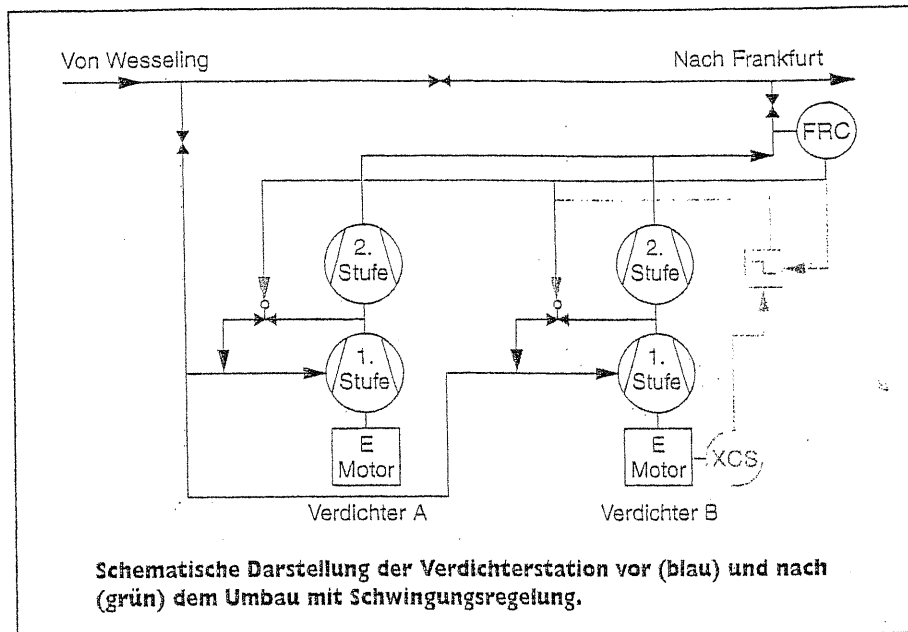 Von Wesseling
Nach Frankfurt
FRC
2.
Stufe
2.
Stufe
1.
Stufe
1.
Stufe
E
Motor
E
Motor
XCS
Verdichter A
Verdichter B
Schematische Darstellung der Verdichterstation vor (blau) und nach
(grün) dem Umbau mit Schwingungsregelung.